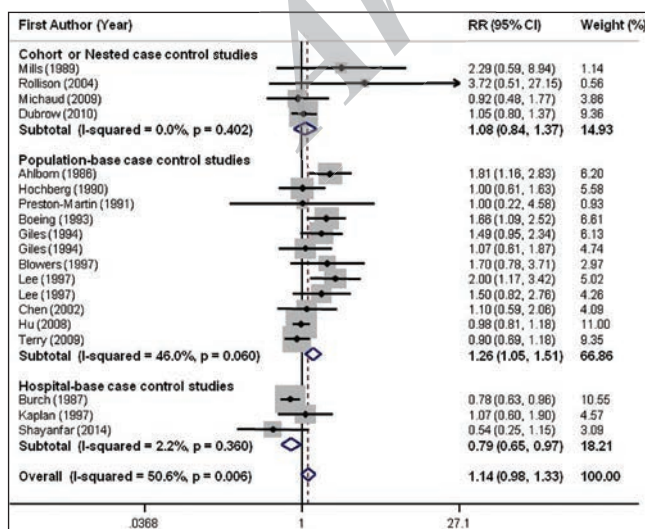 First Author (Year) RR (95% CI) Weight (%)
Cohort or Nested case control studies
Mills (1989) 2.29 (0.59, 8.94) 1.14
Rollison (2004) 3.72 (0.51, 27.15) 0.56
Michaud (2009) 0.92 (0.48, 1.77) 3.86
Dubrow (2010) 1.05 (0.80, 1.37) 9.36
Subtotal (I-squared = 0.0%, p = 0.402) 1.08 (0.84, 1.37) 14.93
Population-base case control studies
Ahlbom (1986) 1.81 (1.16, 2.83) 6.20
Hochberg (1990) 1.00 (0.61, 1.63) 5.58
Preston-Martin (1991) 1.00 (0.22, 4.58) 0.93
Boeing (1993) 1.66 (1.09, 2.52) 6.61
Giles (1994) 1.49 (0.95, 2.34) 6.13
Giles (1994) 1.07 (0.61, 1.87) 4.74
Blowers (1997) 1.70 (0.78, 3.71) 2.97
Lee (1997) 2.00 (1.17, 3.42) 5.02
Lee (1997) 1.50 (0.82, 2.76) 4.26
Chen (2002) 1.10 (0.59, 2.06) 4.09
Hu (2008) 0.98 (0.81, 1.18) 11.00
Terry (2009) 0.90 (0.69, 1.18) 9.35
Subtotal (I-squared = 46.0%, p = 0.060) 1.26 (1.05, 1.51) 66.86
Hospital-base case control studies
Burch (1987) 0.78 (0.63, 0.96) 10.55
Kaplan (1997) 1.07 (0.60, 1.90) 4.57
Shayanfar (2014) 0.54 (0.25, 1.15) 3.09
Subtotal (I-squared = 2.2%, p = 0.360) 0.79 (0.65, 0.97) 18.21
Overall (I-squared = 50.6%, p = 0.006) 1.14 (0.98, 1.33) 100.00
.0368 1 27.1